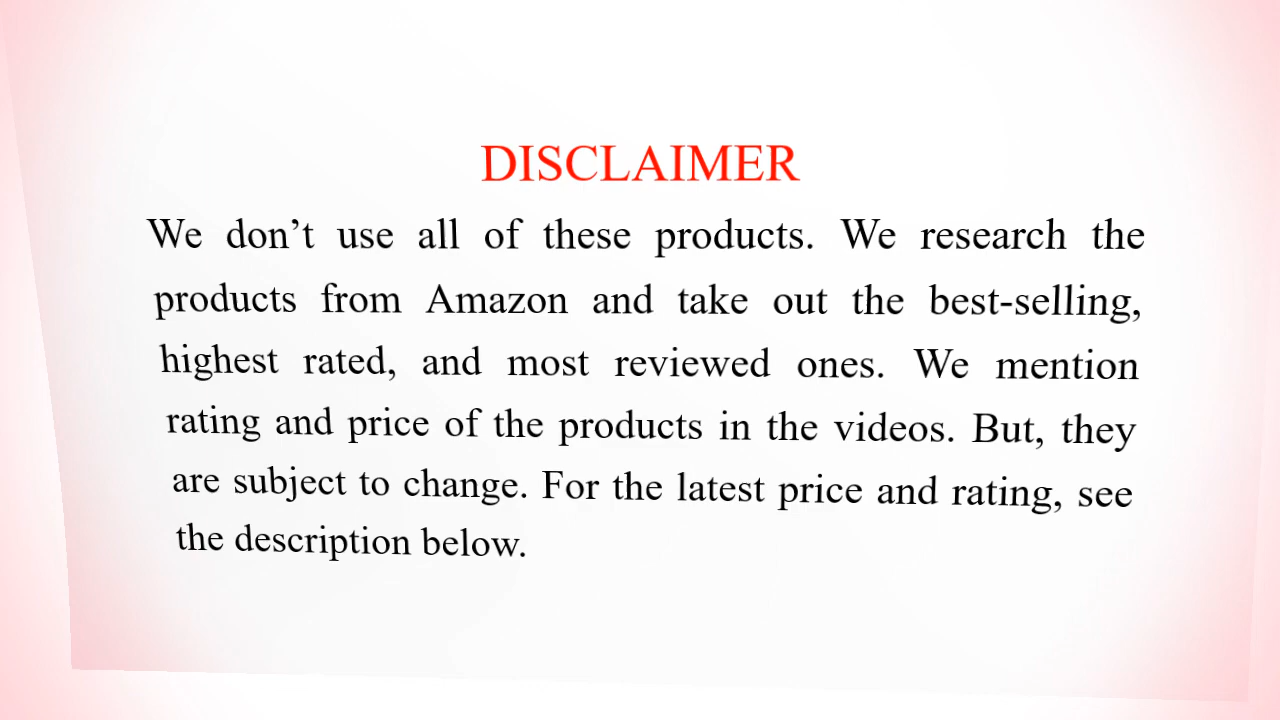 DISCLAIMER
We don’t use all of these products. We research the
products from Amazon and take out the best-selling,
highest rated, and most reviewed ones. We mention
rating and price of the products in the videos. But, they
are subject to change. For the latest price and rating, see
the description below.